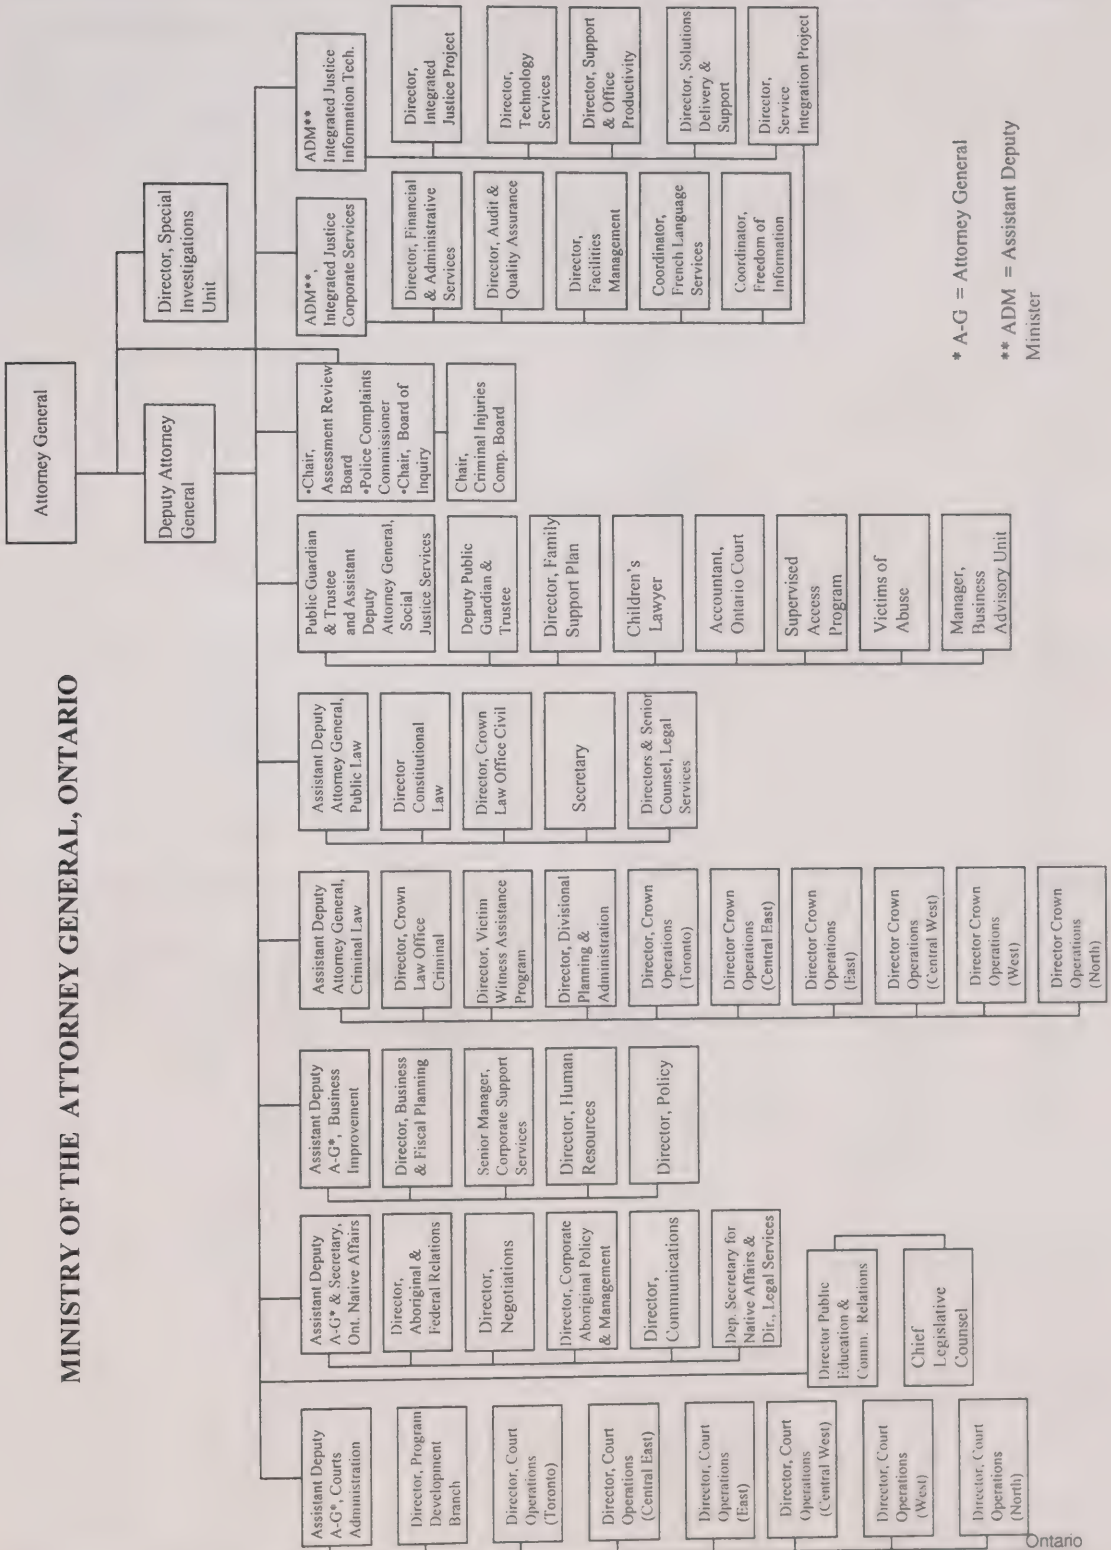 MINISTRY OF THE ATTORNEY GENERAL, ONTARIO
Attorney General
Deputy Attorney
General
Director, Special
Investigations
Unit
Assistant Deputy
A-G*, Courts
Administration
Director, Program
Development
Branch
Director, Court
Operations
(Toronto)
Director, Court
Operations
(Central East)
Director, Court
Operations
(East)
Director, Court
Operations
(Central West)
Director, Court
Operations
(West)
Director, Court
Operations
(North)
Director Public
Education &
Comm. Relations
Chief
Legislative
Counsel
Assistant Deputy
A-G* & Secretary,
Ont. Native Affairs
Director,
Aboriginal &
Federal Relations
Director,
Negotiations
Director, Corporate
Aboriginal Policy
& Management
Director,
Communications
Dep. Secretary for
Native Affairs &
Dir., Legal Services
Assistant Deputy
A-G*, Business
Improvement
Director, Business
& Fiscal Planning
Senior Manager,
Corporate Support
Services
Director, Human
Resources
Director, Policy
Assistant Deputy
Attorney General,
Criminal Law
Director, Crown
Law Office
Criminal
Director, Victim
Witness Assistance
Program
Director, Divisional
Planning &
Administration
Director, Crown
Operations
(Toronto)
Director Crown
Operations
(Central East)
Director Crown
Operations
(East)
Director Crown
Operations
(Central West)
Director Crown
Operations
(West)
Director Crown
Operations
(North)
Assistant Deputy
Attorney General,
Public Law
Director
Constitutional
Law
Director, Crown
Law Office Civil
Secretary
Directors & Senior
Counsel, Legal
Services
Public Guardian
& Trustee
and Assistant
Deputy
Attorney General,
Social
Justice Services
Deputy Public
Guardian &
Trustee
Director, Family
Support Plan
Children's
Lawyer
Accountant,
Ontario Court
Supervised
Access
Program
Victims of
Abuse
Manager,
Business
Advisory Unit
•Chair,
Assessment Review
Board
•Police Complaints
Commissioner
•Chair, Board of
Inquiry
Chair,
Criminal Injuries
Comp. Board
ADM**,
Integrated Justice
Corporate Services
Director, Financial
& Administrative
Services
Director, Audit &
Quality Assurance
Director,
Facilities
Management
Coordinator,
French Language
Services
Coordinator,
Freedom of
Information
ADM**
Integrated Justice
Information Tech.
Director,
Integrated
Justice Project
Director,
Technology
Services
Director, Support
& Office
Productivity
Director, Solutions
Delivery &
Support
Director,
Service
Integration Project
* A-G = Attorney General
** ADM = Assistant Deputy
Minister
Ontario